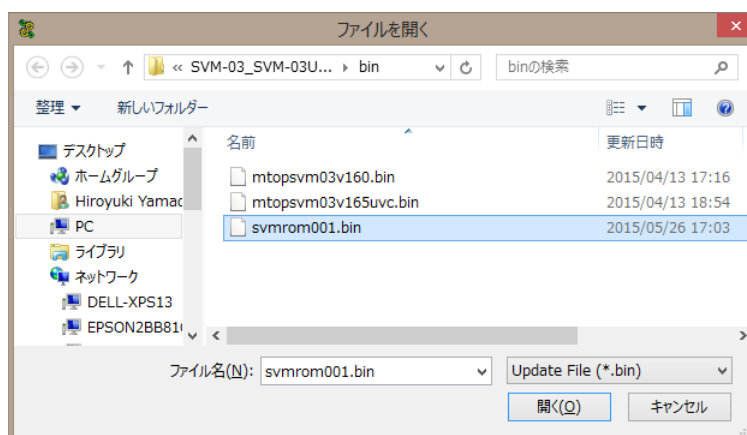 ファイルを開く
« SVM-03_SVM-03U... ▸ bin
binの検索
整理 ▼ 新しいフォルダー
名前 更新日時
デスクトップ
ホームグループ
Hiroyuki Yamac
PC
ライブラリ
ネットワーク
DELL-XPS13
EPSON2BB81
mtopsvm03v160.bin 2015/04/13 17:16
mtopsvm03v165uvc.bin 2015/04/13 18:54
svmrom001.bin 2015/05/26 17:03
ファイル名(N): svmrom001.bin
Update File (*.bin)
開く(O) キャンセル